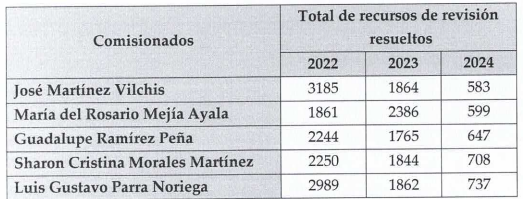 Comisionados
Total de recursos de revisión
resueltos
2022 2023 2024
José Martínez Vilchis 3185 1864 583
María del Rosario Mejía Ayala 1861 2386 599
Guadalupe Ramírez Peña 2244 1765 647
Sharon Cristina Morales Martínez 2250 1844 708
Luis Gustavo Parra Noriega 2989 1862 737